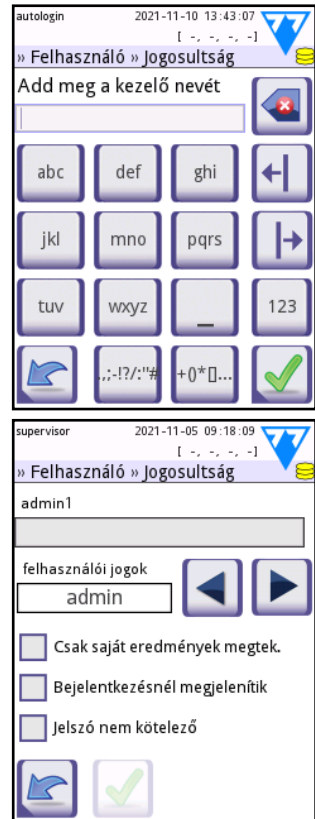 autologin 2021-11-10 13:43:07
[ -, -, -, -]
» Felhasználó » Jogosultság
Add meg a kezelő nevét
abc def ghi
jkl mno pqrs
tuv wxyz _ 123
.,;-!?/:"# +()*[]...
supervisor 2021-11-05 09:18:09
[ -, -, -, -]
» Felhasználó » Jogosultság
admin1
felhasználói jogok
admin
Csak saját eredmények megtek.
Bejelentkezésnél megjelenítik
Jelszó nem kötelező